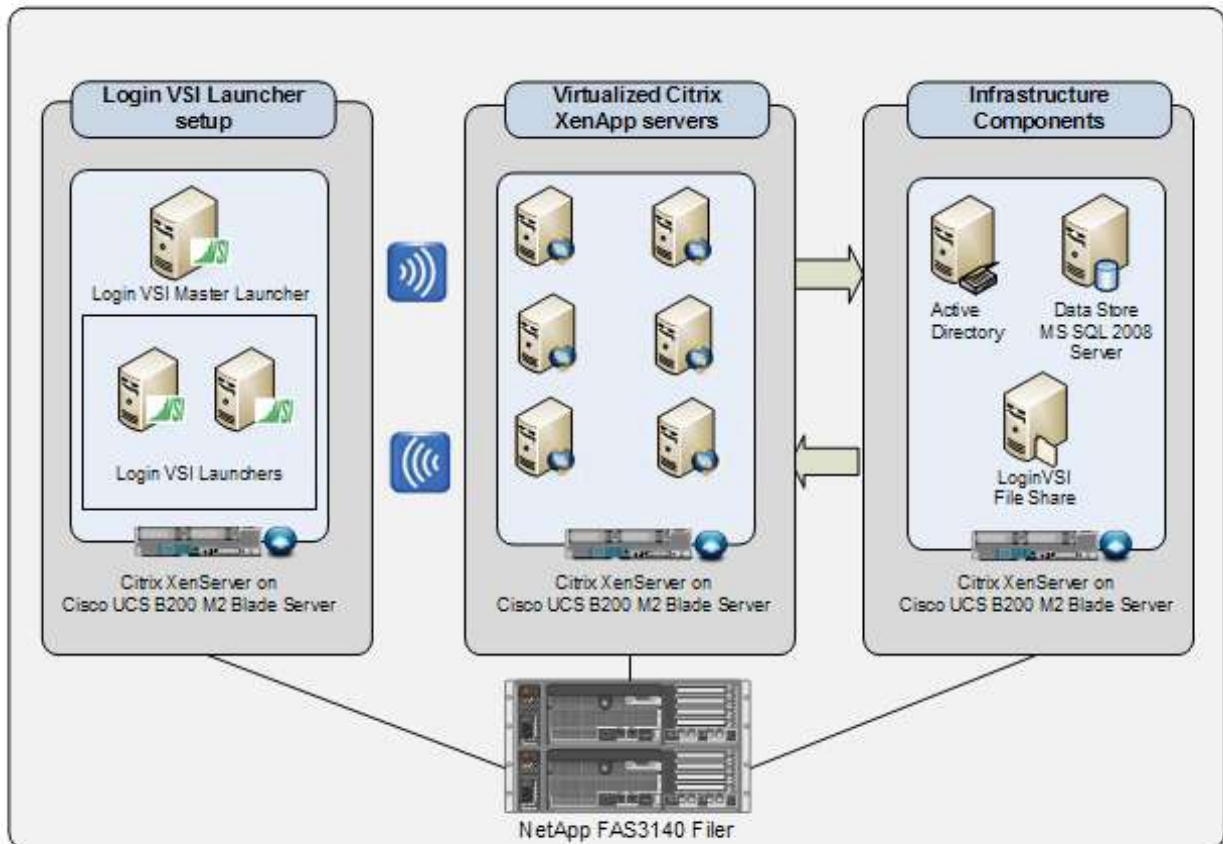 Login VSI Launcher
setup
Virtualized Citrix
XenApp servers
Infrastructure
Components
VSI
Login VSI Master Launcher
VSI
VSI
Login VSI Launchers
Active
Directory
Data Store
MS SQL 2008
Server
LoginVSI
File Share
Citrix XenServer on
Cisco UCS B200 M2 Blade Server
Citrix XenServer on
Cisco UCS B200 M2 Blade Server
Citrix XenServer on
Cisco UCS B200 M2 Blade Server
NetApp FAS3140 Filer